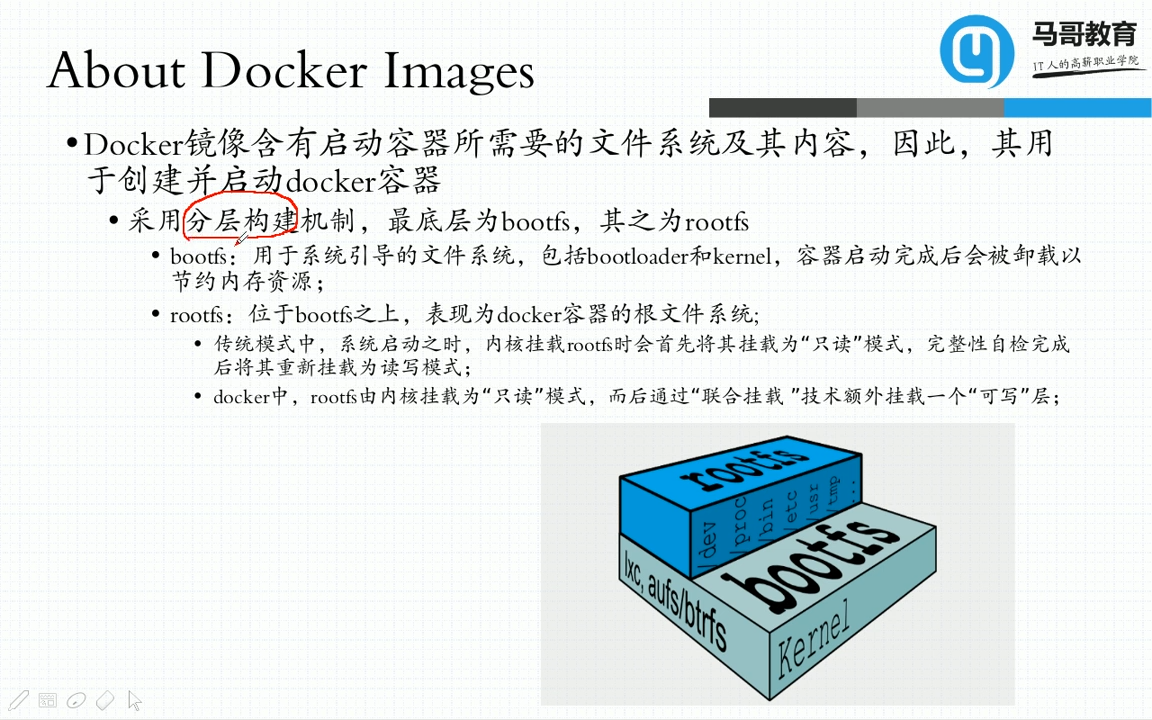 马哥教育
IT人的高薪职业学院
About Docker Images
•Docker镜像含有启动容器所需要的文件系统及其内容，因此，其用
于创建并启动docker容器
• 采用分层构建机制，最底层为bootfs，其之为rootfs
• bootfs：用于系统引导的文件系统，包括bootloader和kernel，容器启动完成后会被卸载以
节约内存资源；
• rootfs：位于bootfs之上，表现为docker容器的根文件系统;
• 传统模式中，系统启动之时，内核挂载rootfs时会首先将其挂载为“只读”模式，完整性自检完成
后将其重新挂载为读写模式；
• docker中，rootfs由内核挂载为“只读”模式，而后通过“联合挂载 ”技术额外挂载一个“可写”层；
rootfs
/dev
/proc
/bin
/etc
/usr
/tmp
...
bootfs
lxc, aufs/btrfs
Kernel